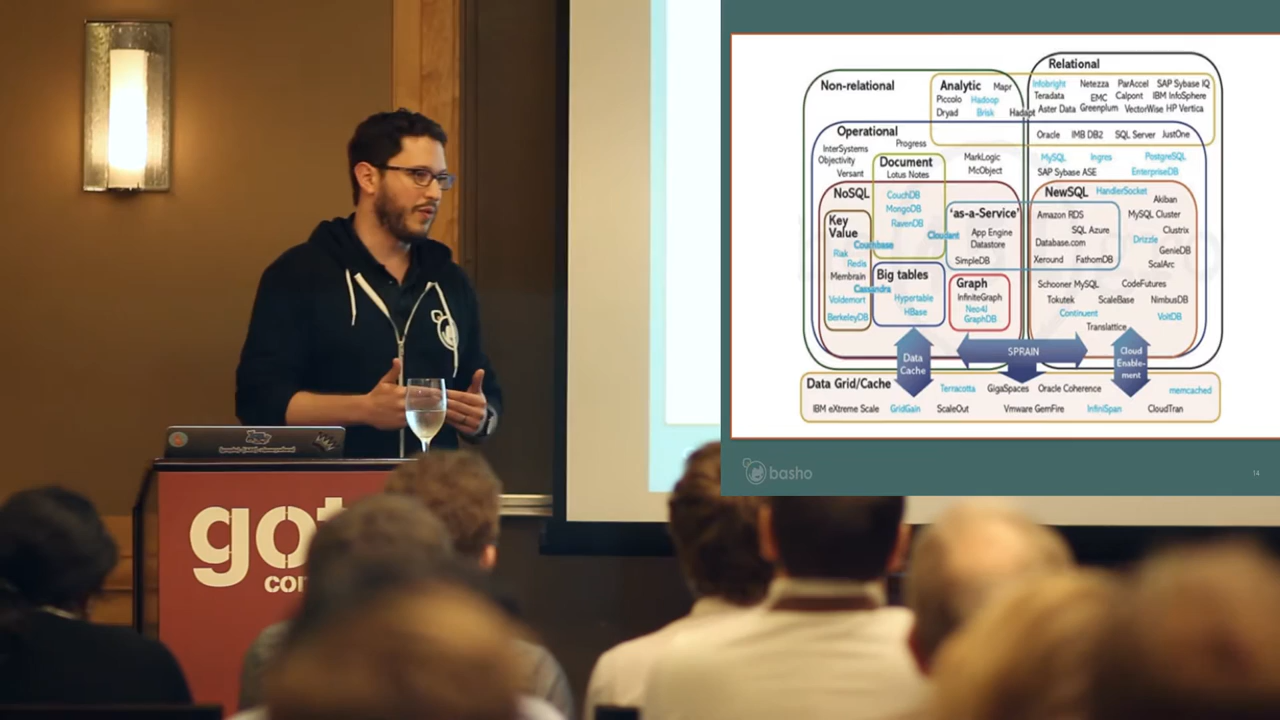 Relational
Non-relational
Analytic Mapr
Infobright Netezza ParAccel SAP Sybase IQ
Piccolo Hadoop
Teradata EMC Calpont IBM InfoSphere
Dryad Brisk Hadapt
Aster Data Greenplum VectorWise HP Vertica
Operational
Oracle IMB DB2 SQL Server JustOne
InterSystems Progress
Objectivity
Document
MarkLogic
MySQL Ingres PostgreSQL
Versant
Lotus Notes
McObject
SAP Sybase ASE EnterpriseDB
NoSQL
CouchDB
NewSQL HandlerSocket
MongoDB
RavenDB
'as-a-Service'
Amazon RDS
Akiban
MySQL Cluster
Key
Value
Cloudant
App Engine
Datastore
SQL Azure
Clustrix
Couchbase
Database.com
Drizzle
GenieDB
Riak
Redis
SimpleDB
Xeround FathomDB
ScalArc
Membrain
Big tables
Graph
Schooner MySQL CodeFutures
Cassandra
Voldemort
Hypertable
InfiniteGraph
Tokutek ScaleBase NimbusDB
BerkeleyDB
HBase
Neo4J
GraphDB
Continuent
VoltDB
Translattice
Data
Cache
SPRAIN
Cloud
Enable-
ment
Data Grid/Cache
Terracotta GigaSpaces Oracle Coherence memcached
IBM eXtreme Scale GridGain ScaleOut Vmware GemFire InfiniSpan CloudTran
basho
14
got
con